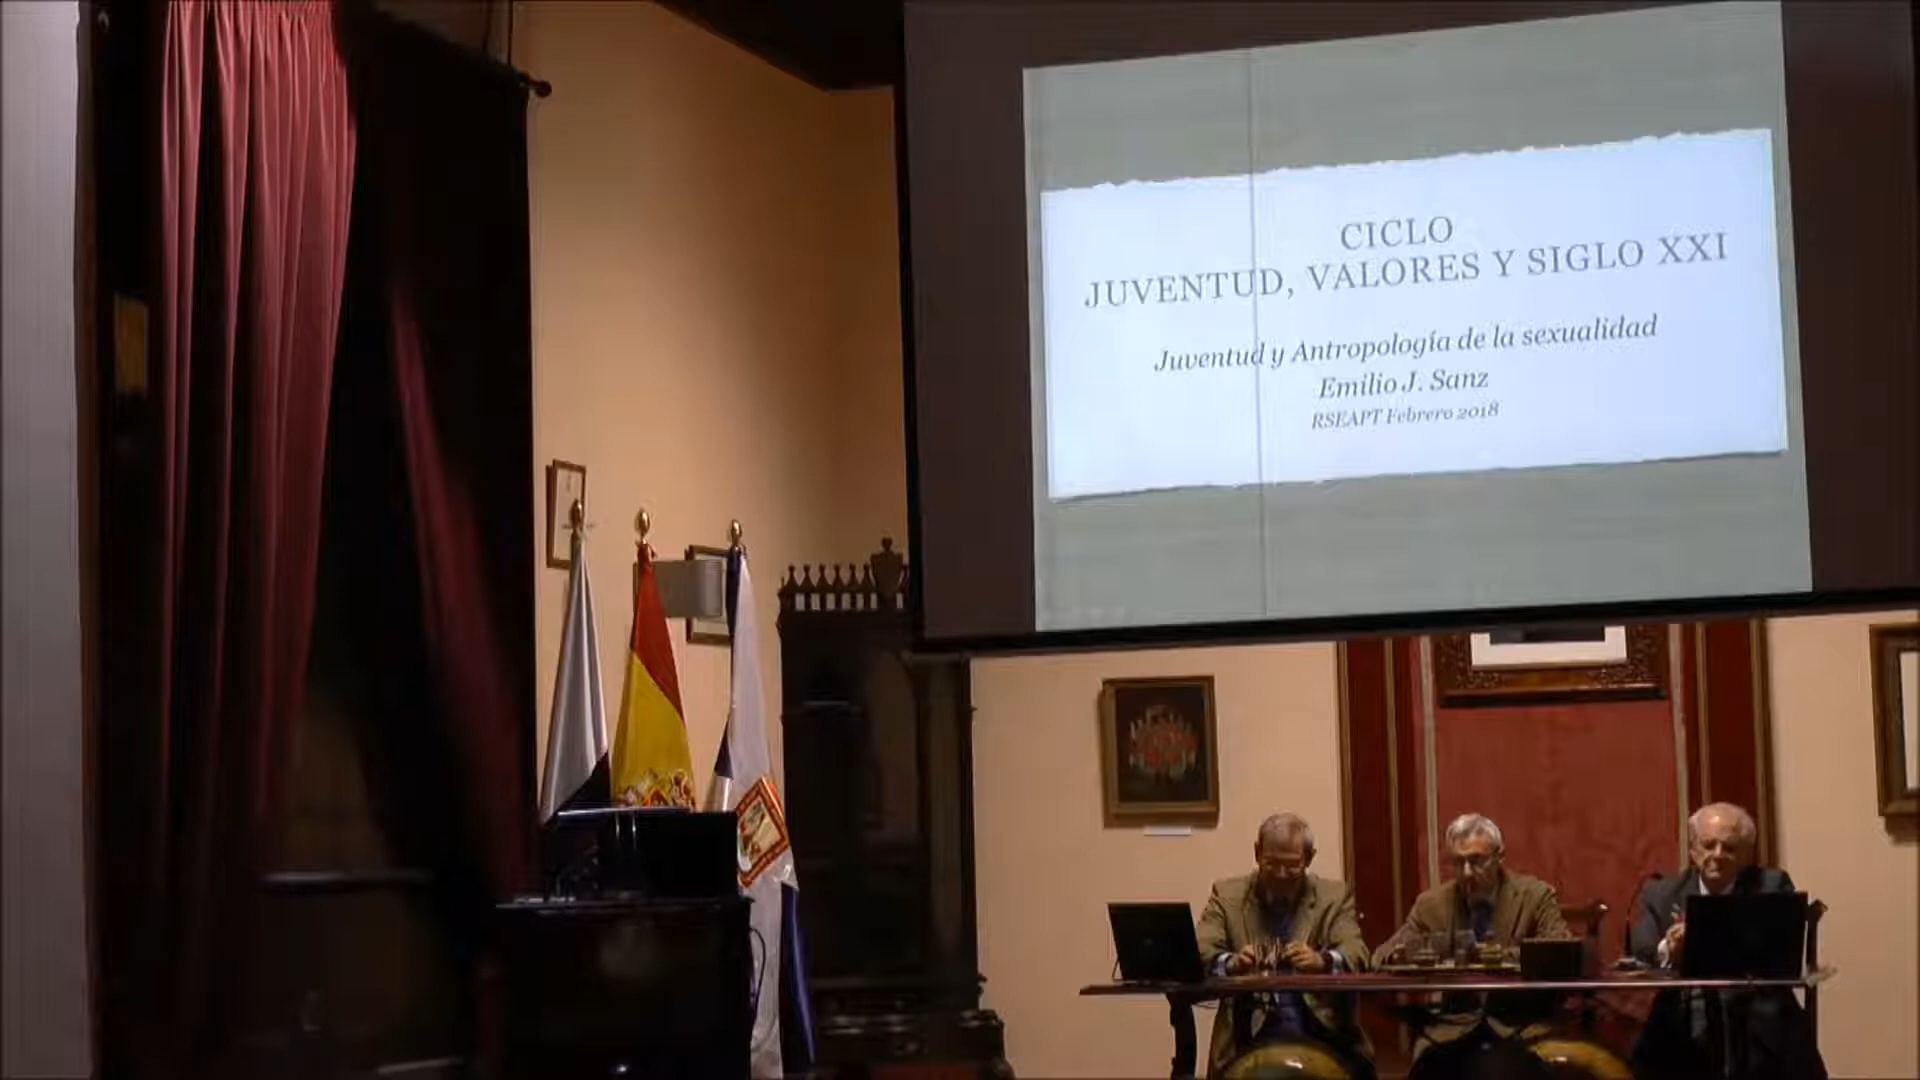 CICLO
JUVENTUD, VALORES Y SIGLO XXI
Juventud y Antropología de la sexualidad
Emilio J. Sanz
RSEAPT Febrero 2018